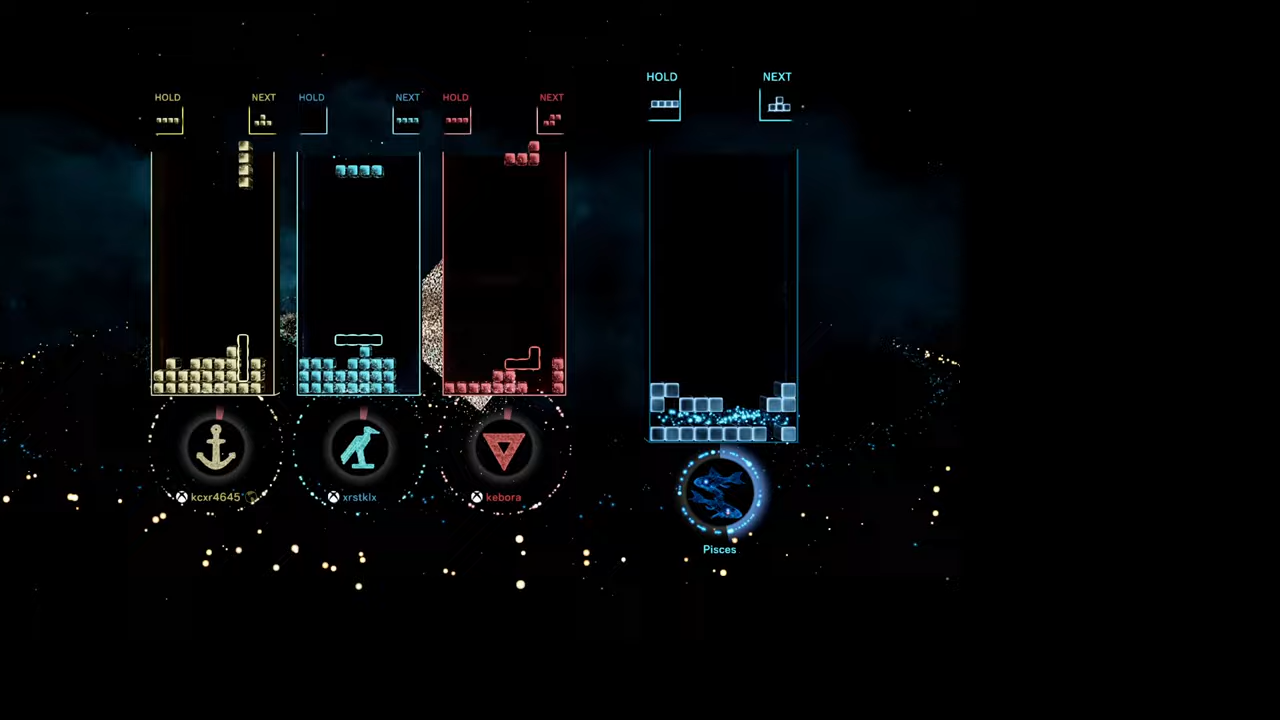 HOLD NEXT
HOLD NEXT HOLD NEXT HOLD NEXT
kcxr4645 xrstklx kebora
Pisces